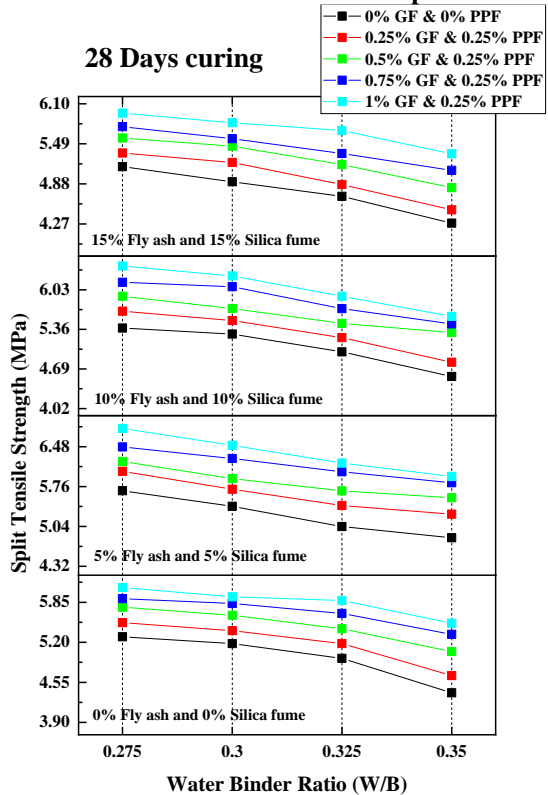 28 Days curing
0% GF & 0% PPF
0.25% GF & 0.25% PPF
0.5% GF & 0.25% PPF
0.75% GF & 0.25% PPF
1% GF & 0.25% PPF
6.10
5.49
4.88
4.27
15% Fly ash and 15% Silica fume
6.03
5.36
4.69
4.02
10% Fly ash and 10% Silica fume
6.48
5.76
5.04
4.32
5% Fly ash and 5% Silica fume
5.85
5.20
4.55
3.90
0% Fly ash and 0% Silica fume
Split Tensile Strength (MPa)
0.275 0.3 0.325 0.35
Water Binder Ratio (W/B)